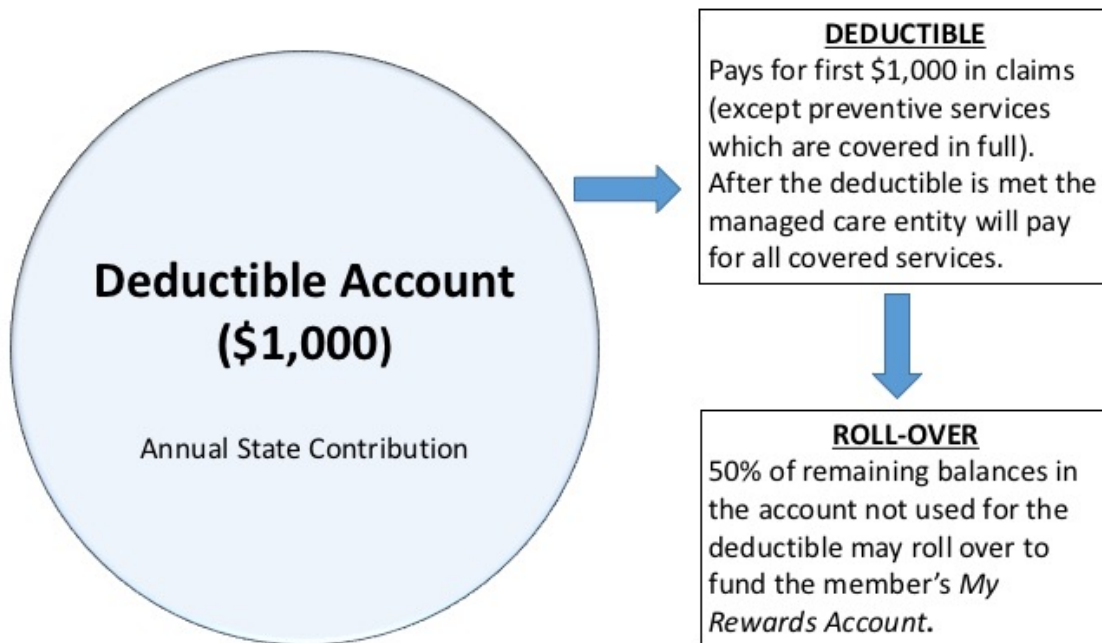 Deductible Account
($1,000)
Annual State Contribution
DEDUCTIBLE
Pays for first $1,000 in claims
(except preventive services
which are covered in full).
After the deductible is met the
managed care entity will pay
for all covered services.
ROLL-OVER
50% of remaining balances in
the account not used for the
deductible may roll over to
fund the member’s My
Rewards Account.